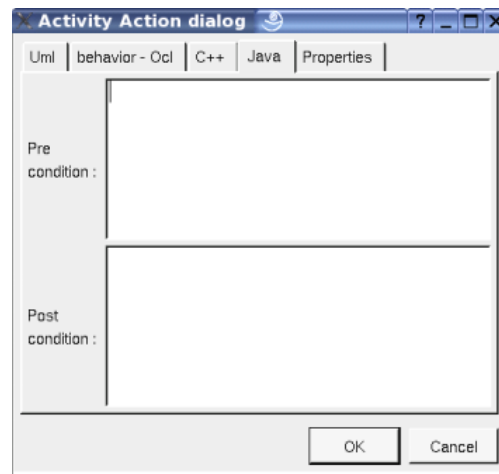 Activity Action dialog
Uml behavior - Ocl C++ Java Properties
Pre
condition :
Post
condition :
OK Cancel